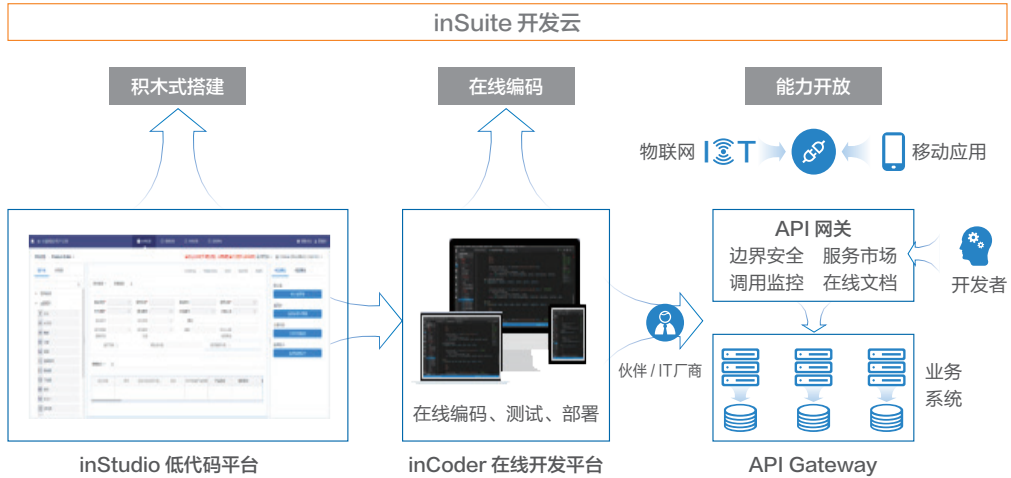 inSuite 开发云
积木式搭建
在线编码
能力开放
物联网
IOT
移动应用
API 网关
边界安全 服务市场
调用监控 在线文档
开发者
伙伴 / IT厂商
在线编码、测试、部署
业务
系统
inStudio 低代码平台
inCoder 在线开发平台
API Gateway